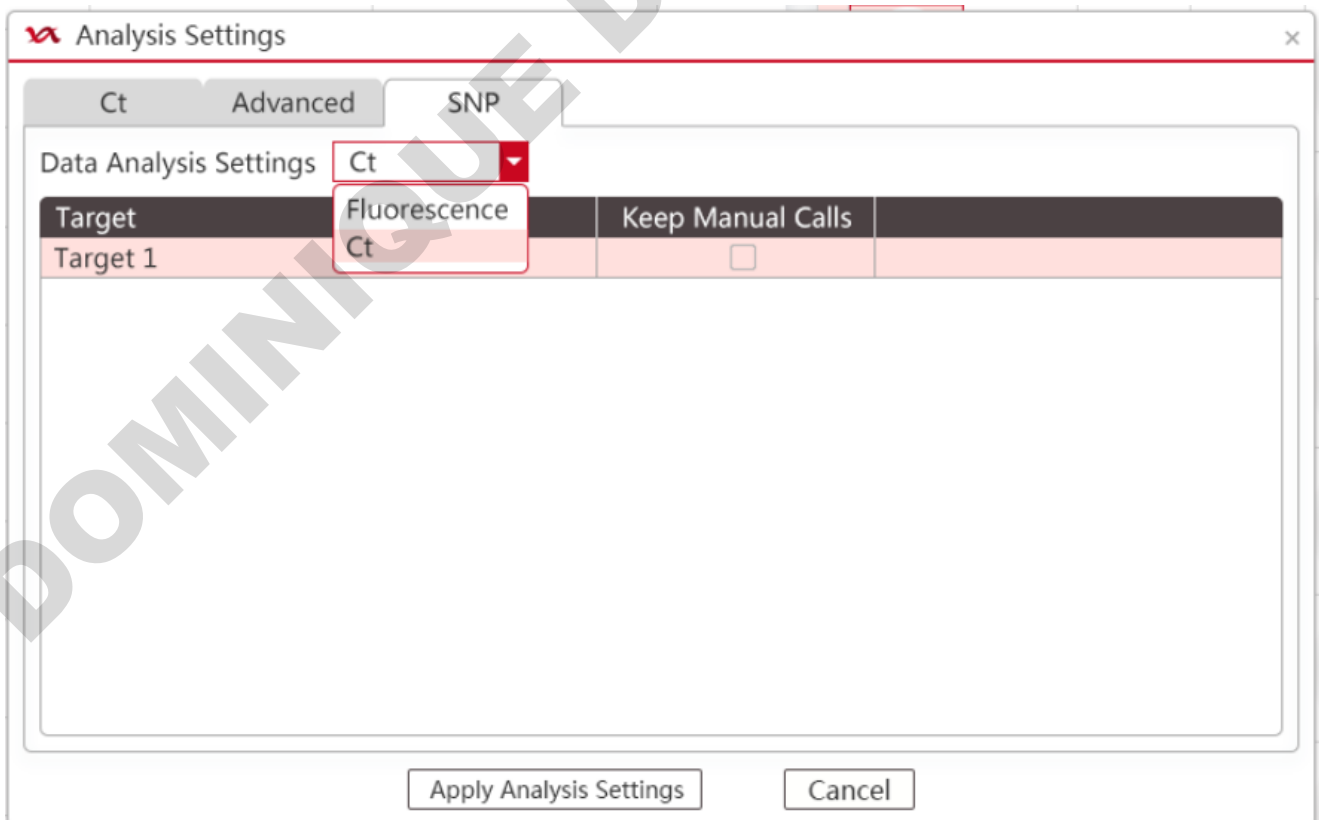 Analysis Settings
Ct Advanced SNP
Data Analysis Settings Ct
Fluorescence
Ct
Target Keep Manual Calls
Target 1
Apply Analysis Settings Cancel
DOMINIQUE D